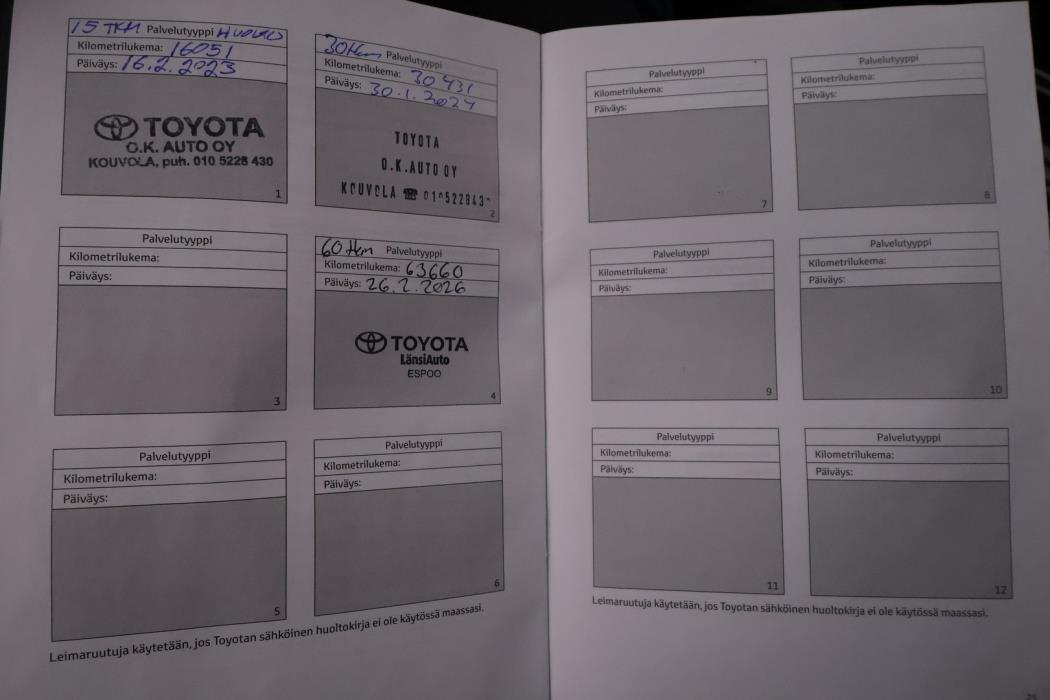 15 TKM Palvelutyyppi HUOLTO
Kilometrilukema: 16051
Päiväys: 16.2.2023
TOYOTA
O.K. AUTO OY
KOUVOLA, puh. 010 5228 430
1
30tkm Palvelutyyppi
Kilometrilukema: 30 431
Päiväys: 30.1.2024
TOYOTA
O.K.AUTO OY
KOUVOLA ☎ 010522843
2
Palvelutyyppi
Kilometrilukema:
Päiväys:
3
60tkm Palvelutyyppi
Kilometrilukema: 63660
Päiväys: 26.2.2026
TOYOTA
LänsiAuto
ESPOO
4
Palvelutyyppi
Kilometrilukema:
Päiväys:
5
Palvelutyyppi
Kilometrilukema:
Päiväys:
6
Leimaruutuja käytetään, jos Toyotan sähköinen huoltokirja ei ole käytössä maassasi.
Palvelutyyppi
Kilometrilukema:
Päiväys:
7
Palvelutyyppi
Kilometrilukema:
Päiväys:
8
Palvelutyyppi
Kilometrilukema:
Päiväys:
9
Palvelutyyppi
Kilometrilukema:
Päiväys:
10
Palvelutyyppi
Kilometrilukema:
Päiväys:
11
Palvelutyyppi
Kilometrilukema:
Päiväys:
12
Leimaruutuja käytetään, jos Toyotan sähköinen huoltokirja ei ole käytössä maassasi.